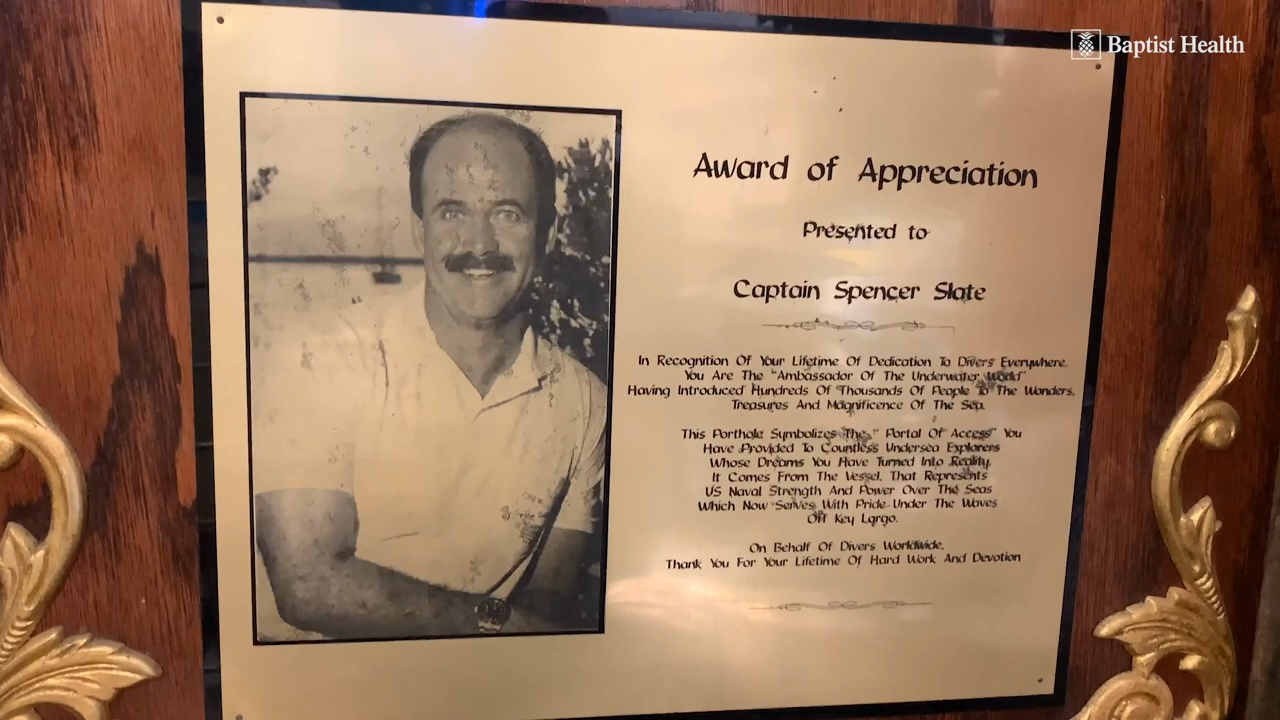 Baptist Health
Award of Appreciation
Presented to
Captain Spencer Slate
In Recognition Of Your Lifetime Of Dedication To Divers Everywhere.
You Are The "Ambassador Of The Underwater World"
Having Introduced Hundreds Of Thousands Of People To The Wonders,
Treasures And Magnificence Of The Sea.
This Porthole Symbolizes The " Portal Of Access" You
Have Provided To Countless Undersea Explorers
Whose Dreams You Have Turned Into Reality.
It Comes From The Vessel, That Represents
US Naval Strength And Power Over The Seas
Which Now Serves With Pride Under The Waves
Off Key Largo.
On Behalf Of Divers Worldwide,
Thank You For Your Lifetime Of Hard Work And Devotion